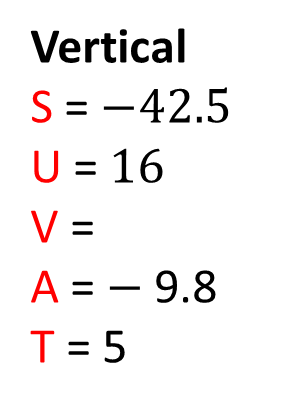 Vertical
S = −42.5
U = 16
V =
A = − 9.8
T = 5